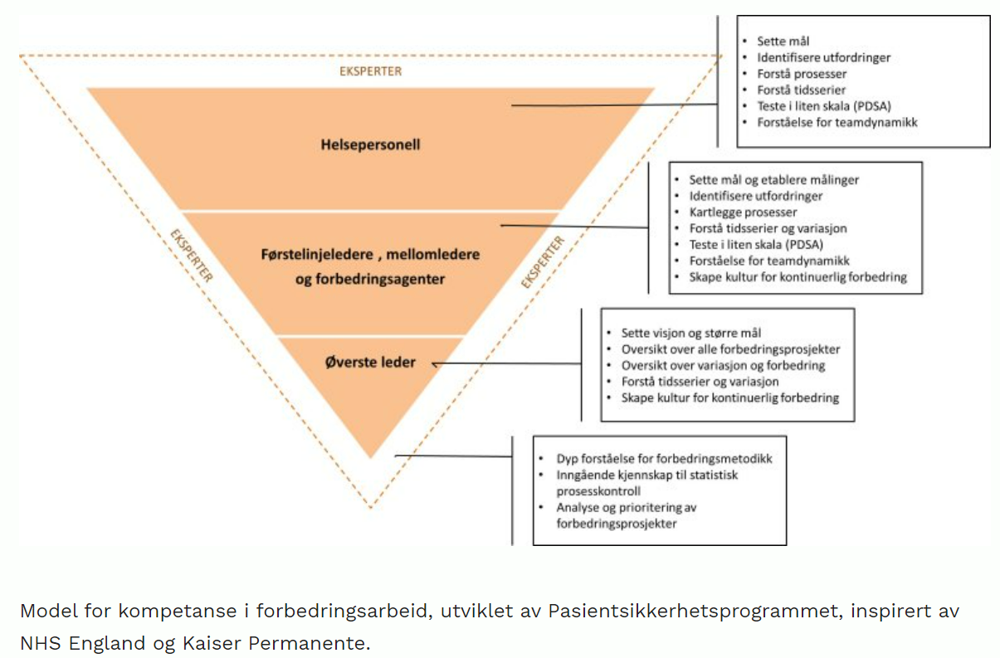 EKSPERTER
Helsepersonell
EKSPERTER
EKSPERTER
Førstelinjeledere , mellomledere
og forbedringsagenter
Øverste leder
• Sette mål
• Identifisere utfordringer
• Forstå prosesser
• Forstå tidsserier
• Teste i liten skala (PDSA)
• Forståelse for teamdynamikk
• Sette mål og etablere målinger
• Identifisere utfordringer
• Kartlegge prosesser
• Forstå tidsserier og variasjon
• Teste i liten skala (PDSA)
• Forståelse for teamdynamikk
• Skape kultur for kontinuerlig forbedring
• Sette visjon og større mål
• Oversikt over alle forbedringsprosjekter
• Oversikt over variasjon og forbedring
• Forstå tidsserier og variasjon
• Skape kultur for kontinuerlig forbedring
• Dyp forståelse for forbedringsmetodikk
• Inngående kjennskap til statistisk
prosesskontroll
• Analyse og prioritering av
forbedringsprosjekter
Model for kompetanse i forbedringsarbeid, utviklet av Pasientsikkerhetsprogrammet, inspirert av
NHS England og Kaiser Permanente.